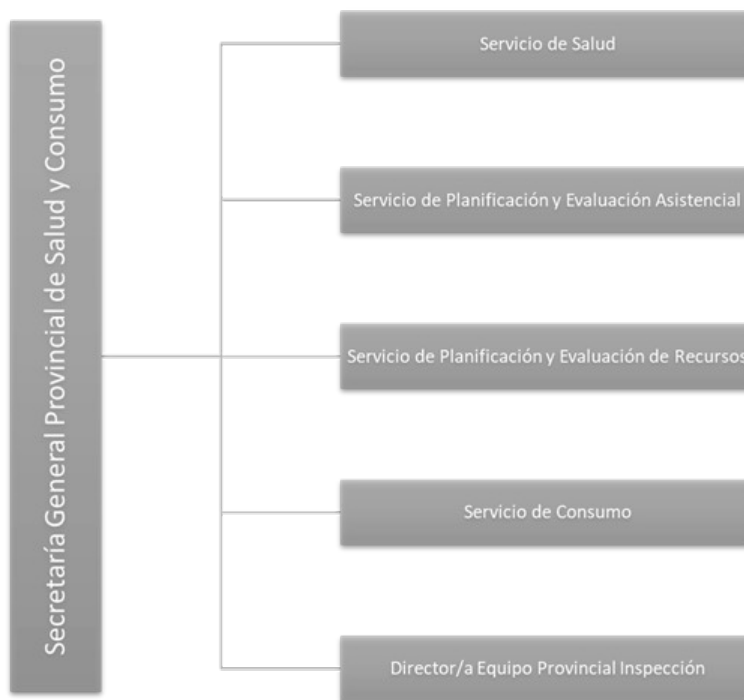 Secretaría General Provincial de Salud y Consumo
Servicio de Salud
Servicio de Planificación y Evaluación Asistencial
Servicio de Planificación y Evaluación de Recursos
Servicio de Consumo
Director/a Equipo Provincial Inspección